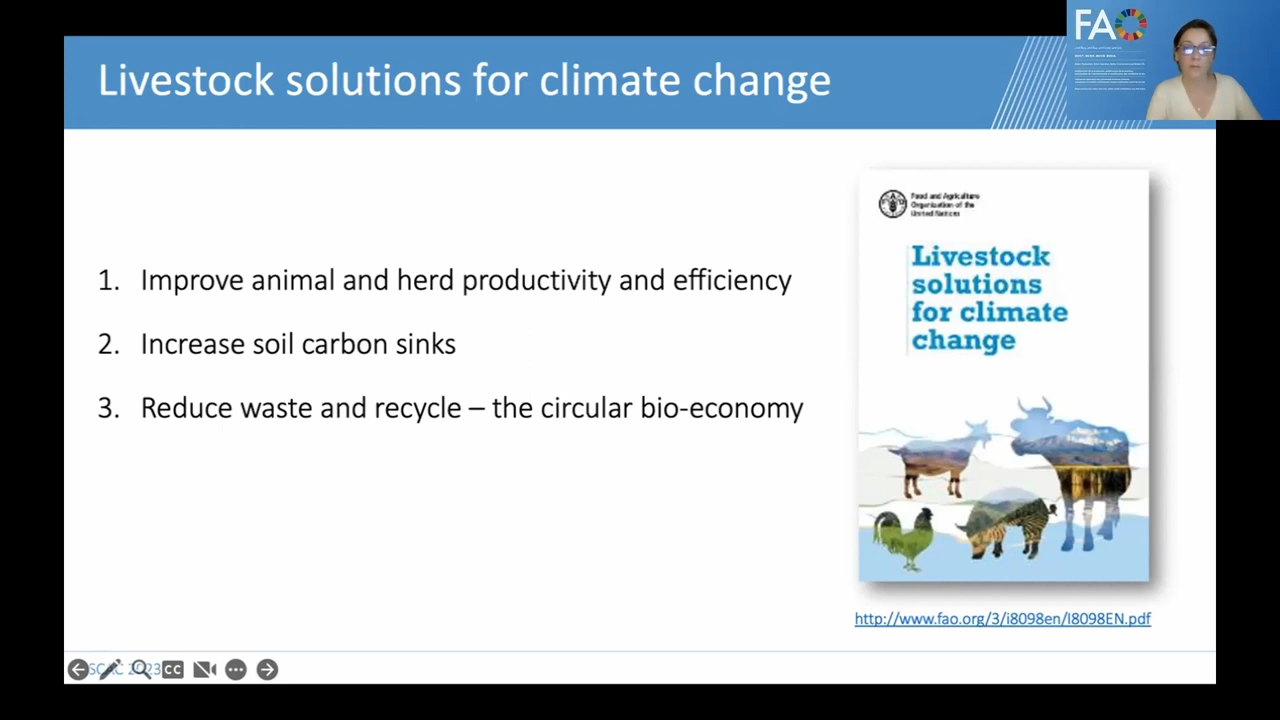 Livestock solutions for climate change
FAO
Food and Agriculture
Organization of the
United Nations
Livestock
solutions
for climate
change
1. Improve animal and herd productivity and efficiency
2. Increase soil carbon sinks
3. Reduce waste and recycle – the circular bio-economy
http://www.fao.org/3/i8098en/I8098EN.pdf
CC